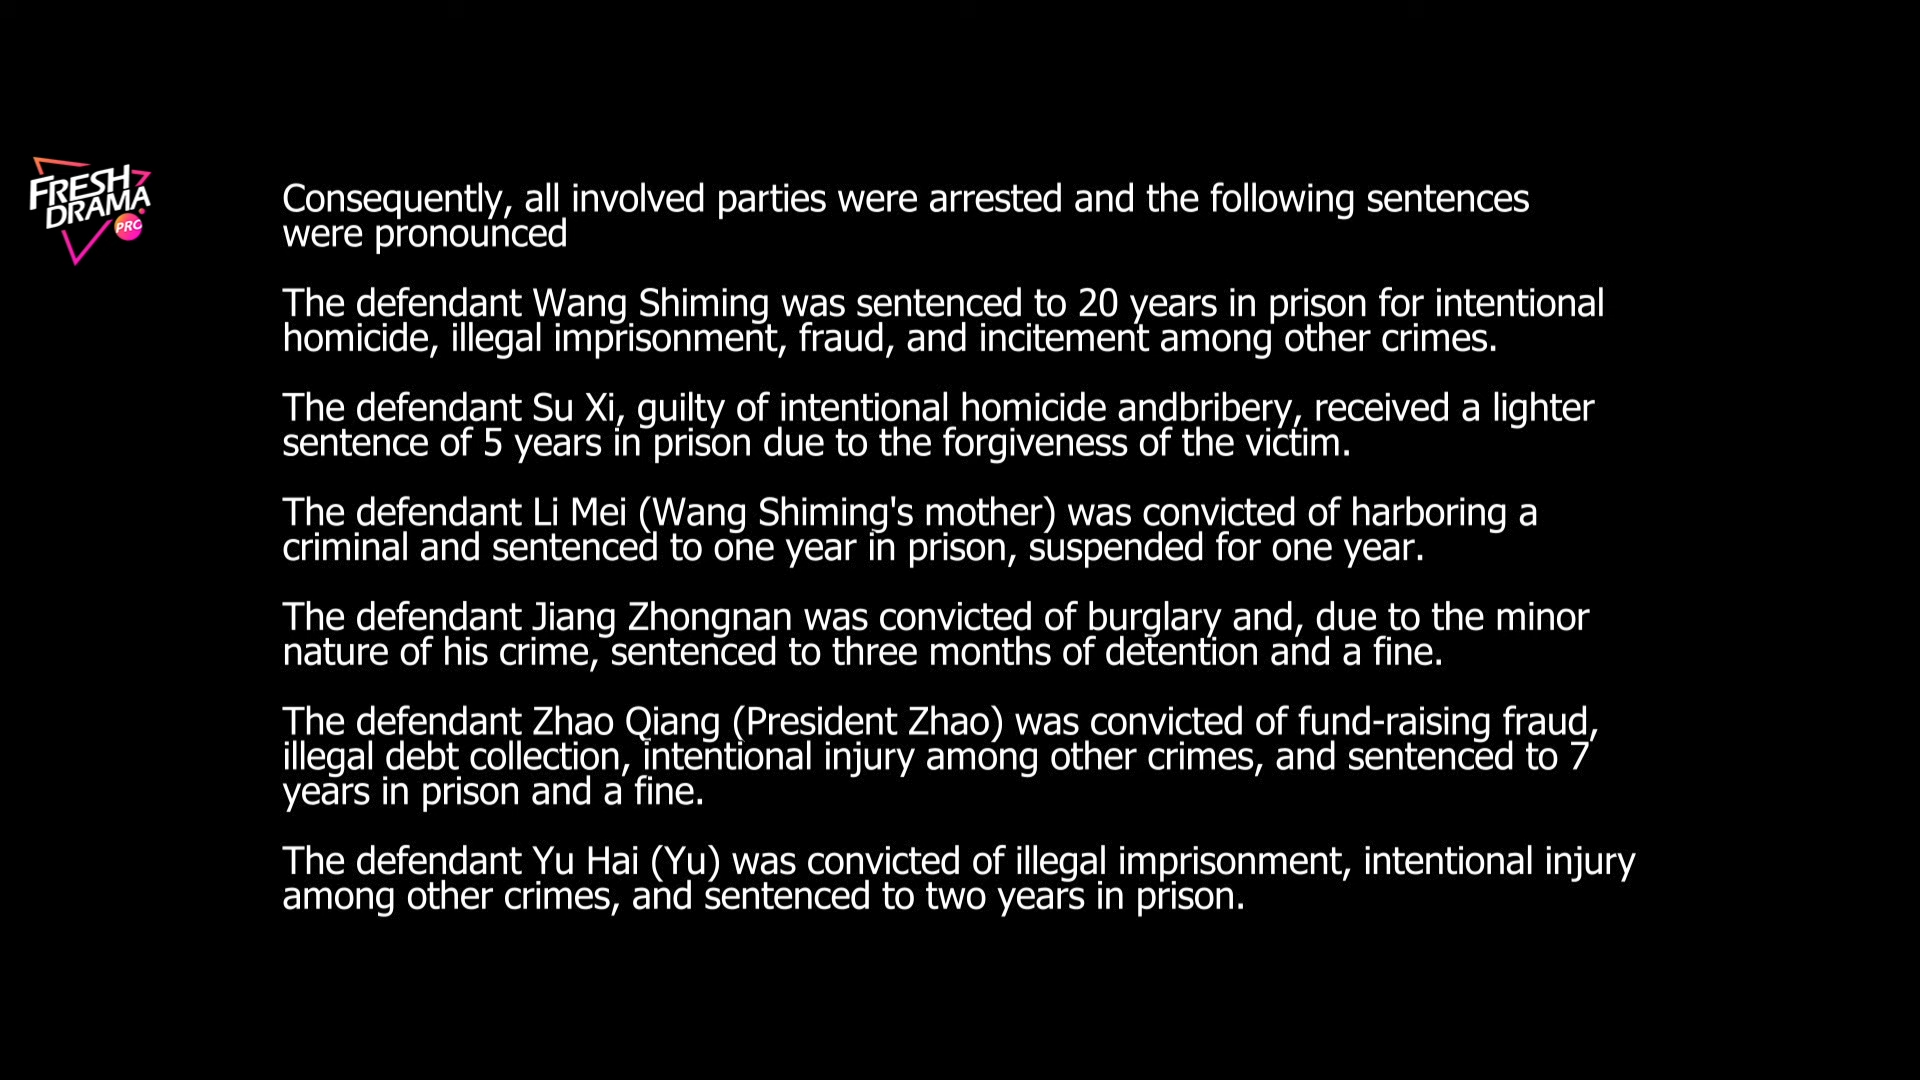 FRESH
DRAMA
PRC
Consequently, all involved parties were arrested and the following sentences
were pronounced
The defendant Wang Shiming was sentenced to 20 years in prison for intentional
homicide, illegal imprisonment, fraud, and incitement among other crimes.
The defendant Su Xi, guilty of intentional homicide andbribery, received a lighter
sentence of 5 years in prison due to the forgiveness of the victim.
The defendant Li Mei (Wang Shiming's mother) was convicted of harboring a
criminal and sentenced to one year in prison, suspended for one year.
The defendant Jiang Zhongnan was convicted of burglary and, due to the minor
nature of his crime, sentenced to three months of detention and a fine.
The defendant Zhao Qiang (President Zhao) was convicted of fund-raising fraud,
illegal debt collection, intentional injury among other crimes, and sentenced to 7
years in prison and a fine.
The defendant Yu Hai (Yu) was convicted of illegal imprisonment, intentional injury
among other crimes, and sentenced to two years in prison.